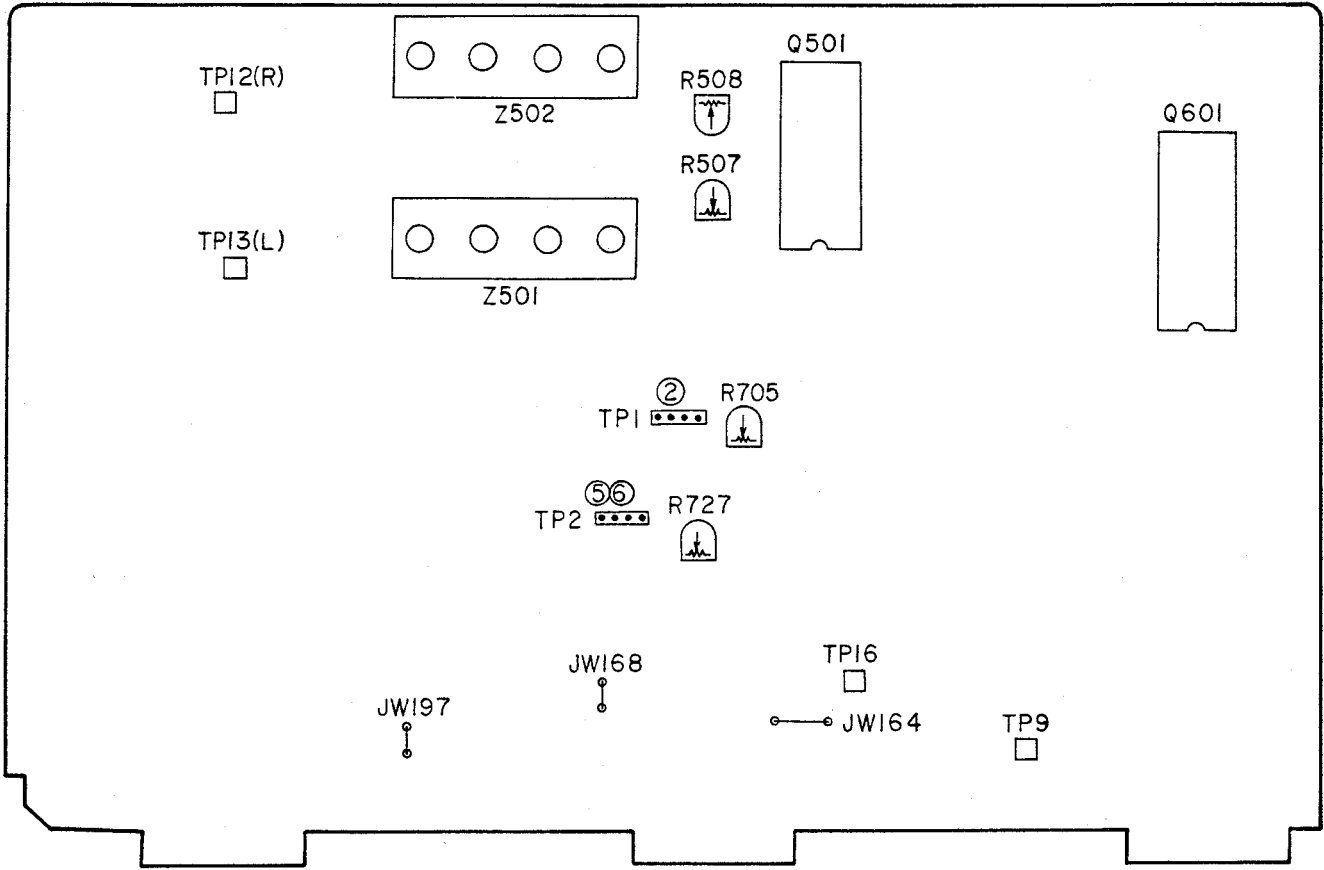 Q501
TP12(R)
R508
Z502
Q601
R507
TP13(L)
Z501
② R705
TP1
⑤⑥ R727
TP2
JW168
TP16
JW197
JW164
TP9